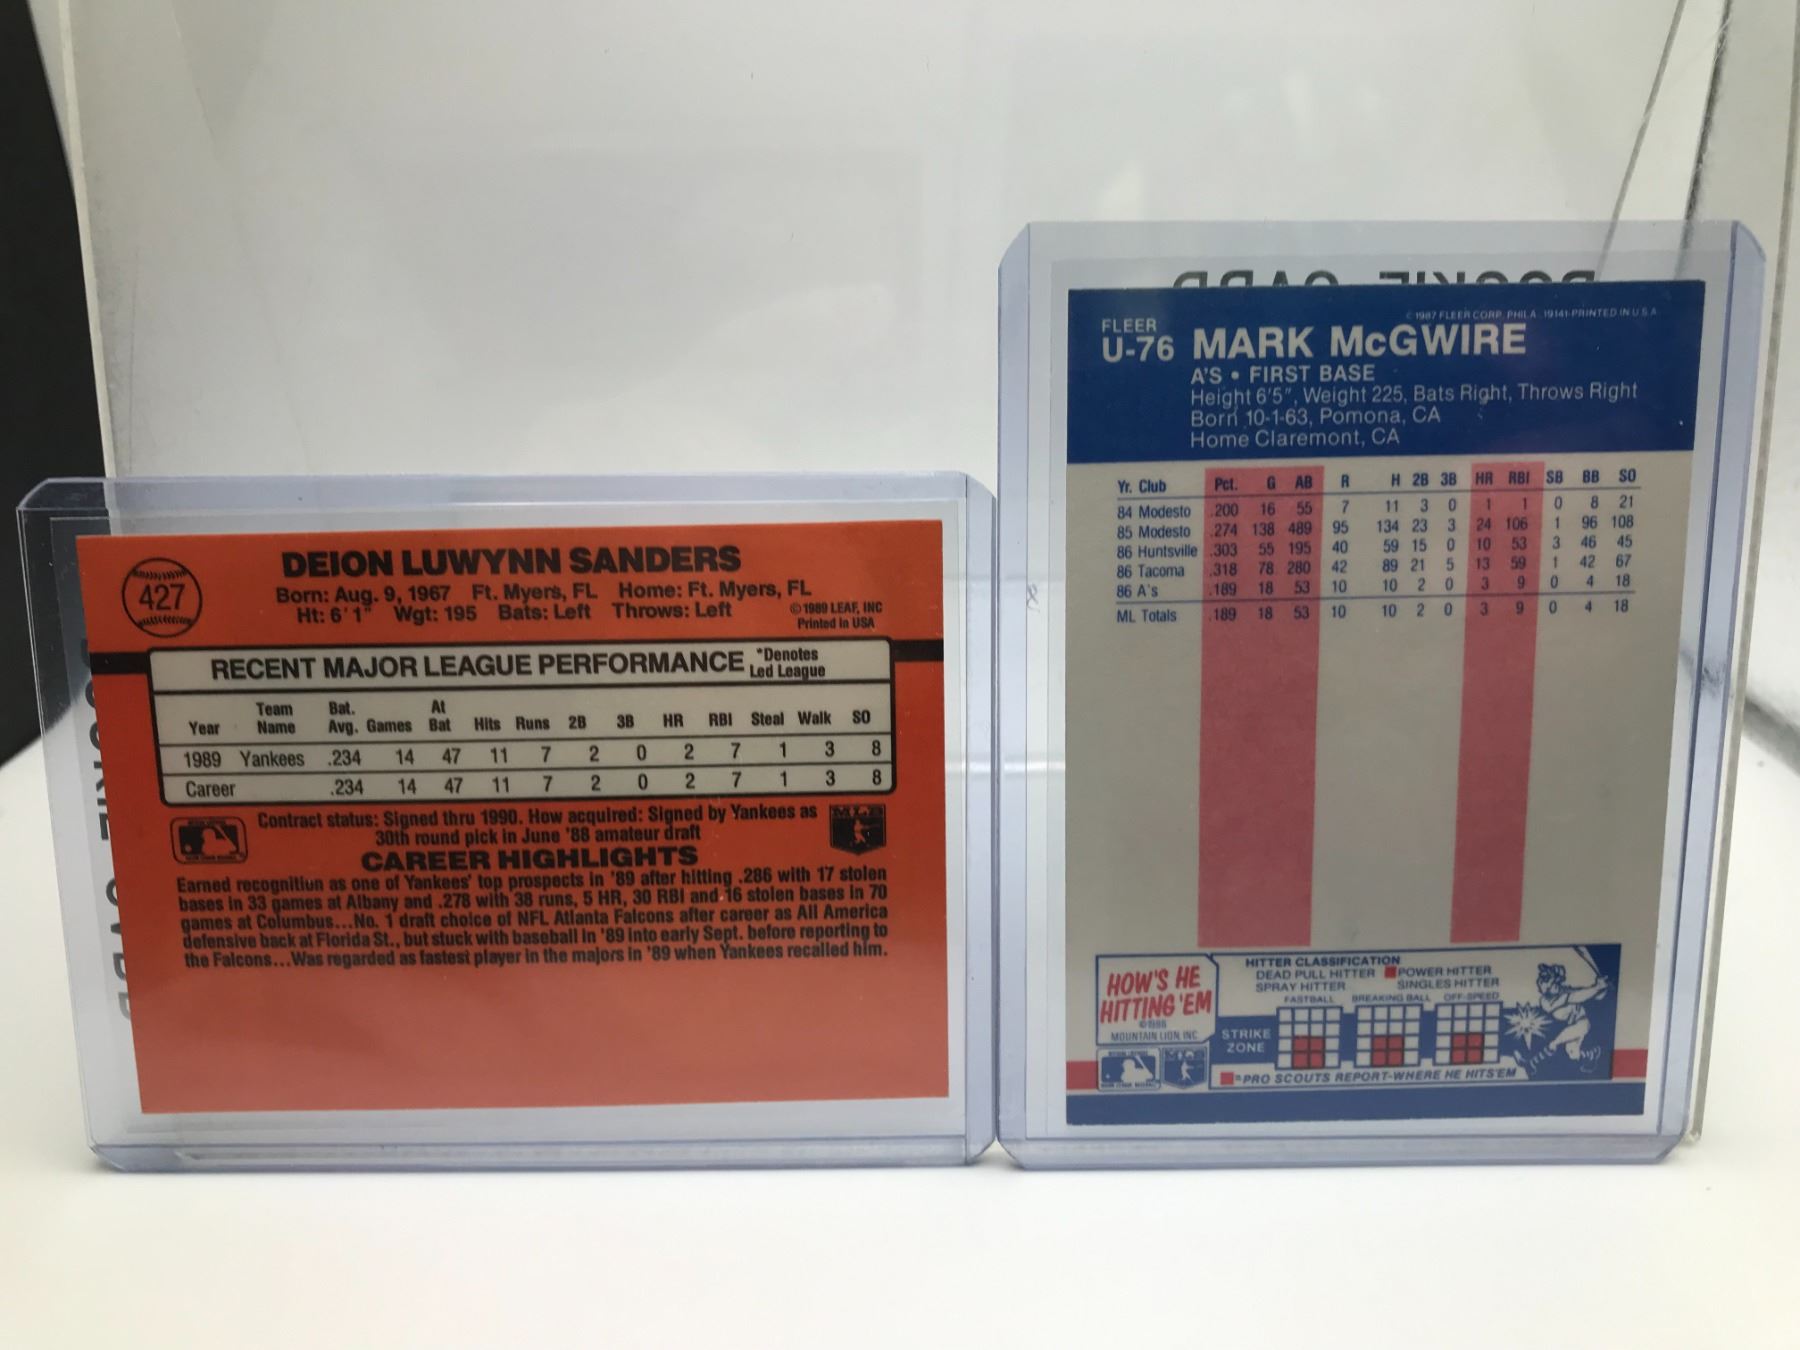 427
DEION LUWYNN SANDERS
Born: Aug. 9, 1967 Ft. Myers, FL Home: Ft. Myers, FL
Ht: 6' 1" Wgt: 195 Bats: Left Throws: Left
© 1989 LEAF, INC
Printed in USA
RECENT MAJOR LEAGUE PERFORMANCE *Denotes Led League
Year Team Name Bat. Avg. Games At Bat Hits Runs 2B 3B HR RBI Steal Walk SO
1989 Yankees .234 14 47 11 7 2 0 2 7 1 3 8
Career .234 14 47 11 7 2 0 2 7 1 3 8
Contract status: Signed thru 1990. How acquired: Signed by Yankees as
30th round pick in June '88 amateur draft
CAREER HIGHLIGHTS
Earned recognition as one of Yankees' top prospects in '89 after hitting .286 with 17 stolen
bases in 33 games at Albany and .278 with 38 runs, 5 HR, 30 RBI and 16 stolen bases in 70
games at Columbus...No. 1 draft choice of NFL Atlanta Falcons after career as All America
defensive back at Florida St., but stuck with baseball in '89 into early Sept. before reporting to
the Falcons...Was regarded as fastest player in the majors in '89 when Yankees recalled him.
ROOKIE CARD
ROOKIE CARD
© 1987 FLEER CORP. PHILA. 19141-PRINTED IN U.S.A.
FLEER
U-76 MARK McGWIRE
A'S • FIRST BASE
Height 6'5", Weight 225, Bats Right, Throws Right
Born 10-1-63, Pomona, CA
Home Claremont, CA
Yr. Club Pct. G AB R H 2B 3B HR RBI SB BB SO
84 Modesto .200 16 55 7 11 3 0 1 1 0 8 21
85 Modesto .274 138 489 95 134 23 3 24 106 1 96 108
86 Huntsville .303 55 195 40 59 15 0 10 53 3 46 45
86 Tacoma .318 78 280 42 89 21 5 13 59 1 42 67
86 A's .189 18 53 10 10 2 0 3 9 0 4 18
ML Totals .189 18 53 10 10 2 0 3 9 0 4 18
HOW'S HE
HITTING 'EM
©1986
MOUNTAIN LION, INC.
HITTER CLASSIFICATION
DEAD PULL HITTER POWER HITTER
SPRAY HITTER SINGLES HITTER
FASTBALL BREAKING BALL OFF-SPEED
STRIKE
ZONE
=PRO SCOUTS REPORT-WHERE HE HITS 'EM